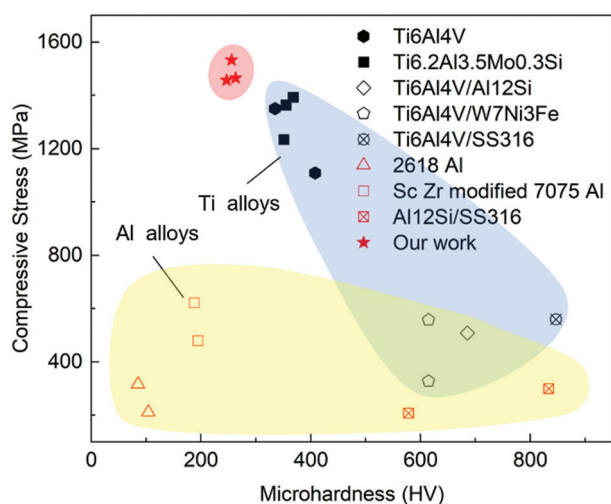 1600
1200
800
400
0
200
400
600
800
Compressive Stress (MPa)
Microhardness (HV)
Ti6Al4V
Ti6.2Al3.5Mo0.3Si
Ti6Al4V/Al12Si
Ti6Al4V/W7Ni3Fe
Ti6Al4V/SS316
2618 Al
Sc Zr modified 7075 Al
Al12Si/SS316
Our work
Ti alloys
Al alloys